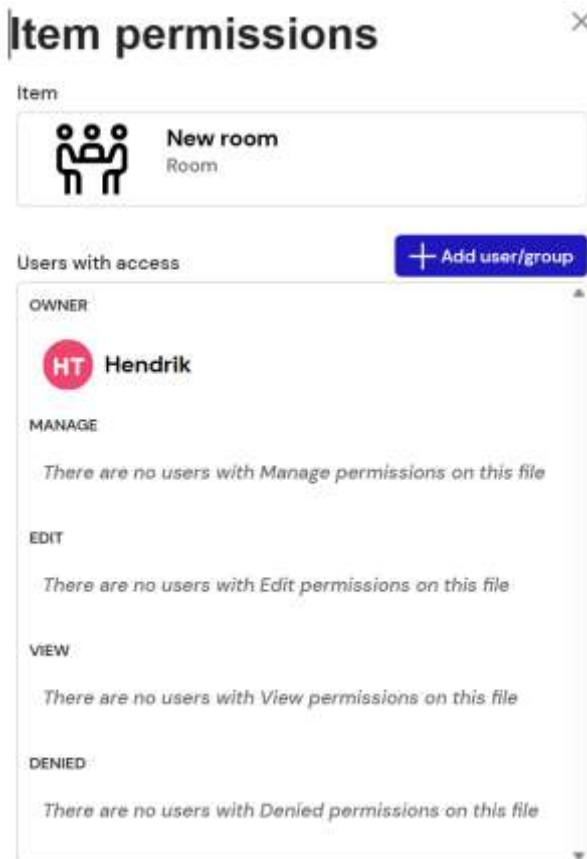 Item permissions
Item
New room
Room
Users with access
Add user/group
OWNER
HT Hendrik
MANAGE
There are no users with Manage permissions on this file
EDIT
There are no users with Edit permissions on this file
VIEW
There are no users with View permissions on this file
DENIED
There are no users with Denied permissions on this file